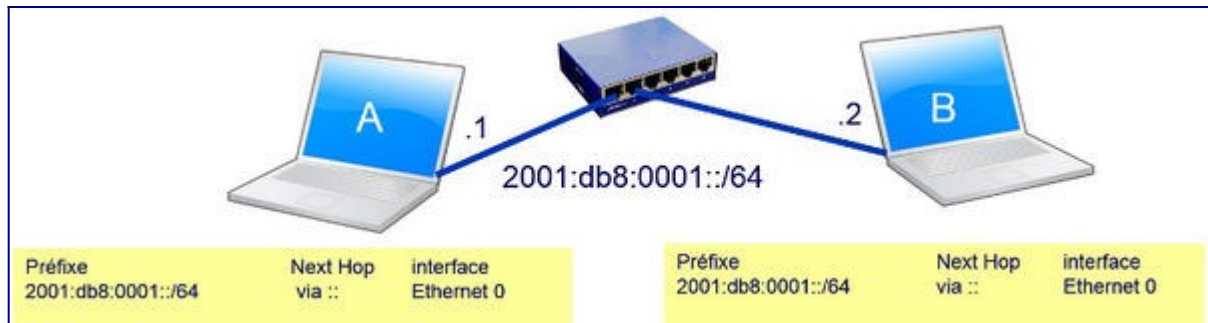 A
B
.1
.2
2001:db8:0001::/64
Préfixe Next Hop interface
2001:db8:0001::/64 via :: Ethernet 0
Préfixe Next Hop interface
2001:db8:0001::/64 via :: Ethernet 0